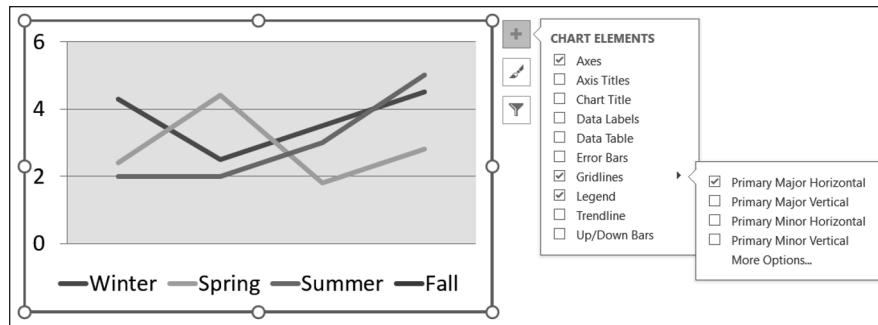 6
4
2
0
Winter Spring Summer Fall
CHART ELEMENTS
Axes
Axis Titles
Chart Title
Data Labels
Data Table
Error Bars
Gridlines
Legend
Trendline
Up/Down Bars
Primary Major Horizontal
Primary Major Vertical
Primary Minor Horizontal
Primary Minor Vertical
More Options...